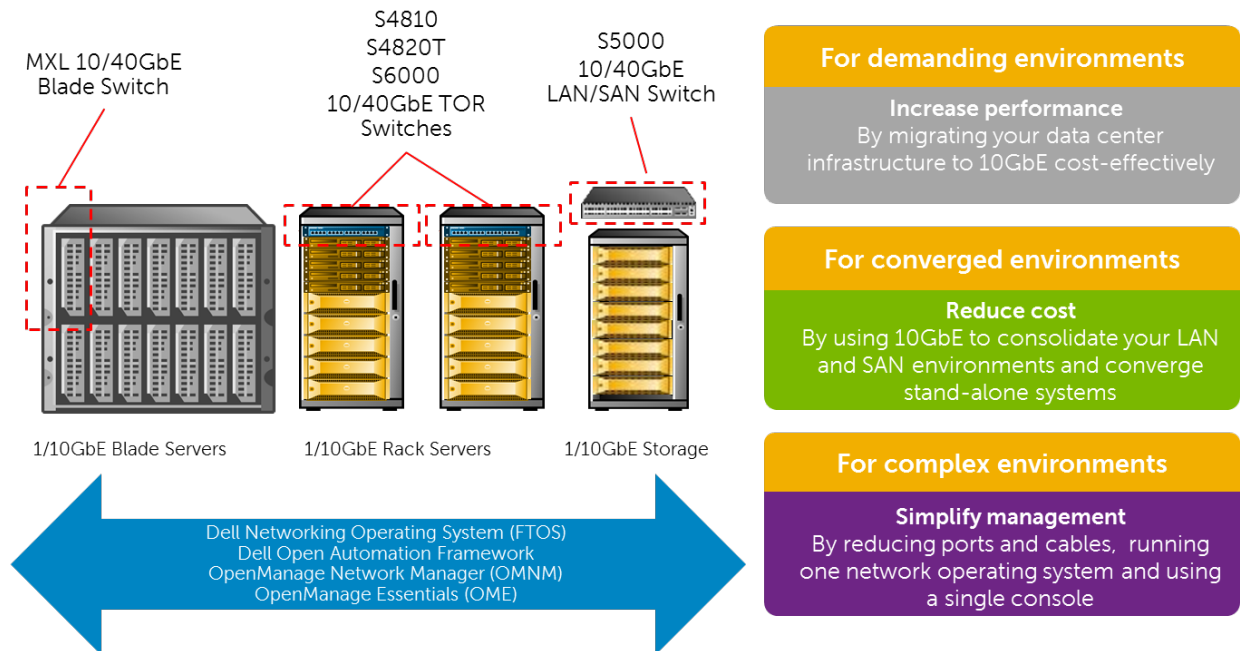 MXL 10/40GbE
Blade Switch
S4810
S4820T
S6000
10/40GbE TOR
Switches
S5000
10/40GbE
LAN/SAN Switch
1/10GbE Blade Servers
1/10GbE Rack Servers
1/10GbE Storage
Dell Networking Operating System (FTOS)
Dell Open Automation Framework
OpenManage Network Manager (OMNM)
OpenManage Essentials (OME)
For demanding environments
Increase performance
By migrating your data center
infrastructure to 10GbE cost-effectively
For converged environments
Reduce cost
By using 10GbE to consolidate your LAN
and SAN environments and converge
stand-alone systems
For complex environments
Simplify management
By reducing ports and cables, running
one network operating system and using
a single console